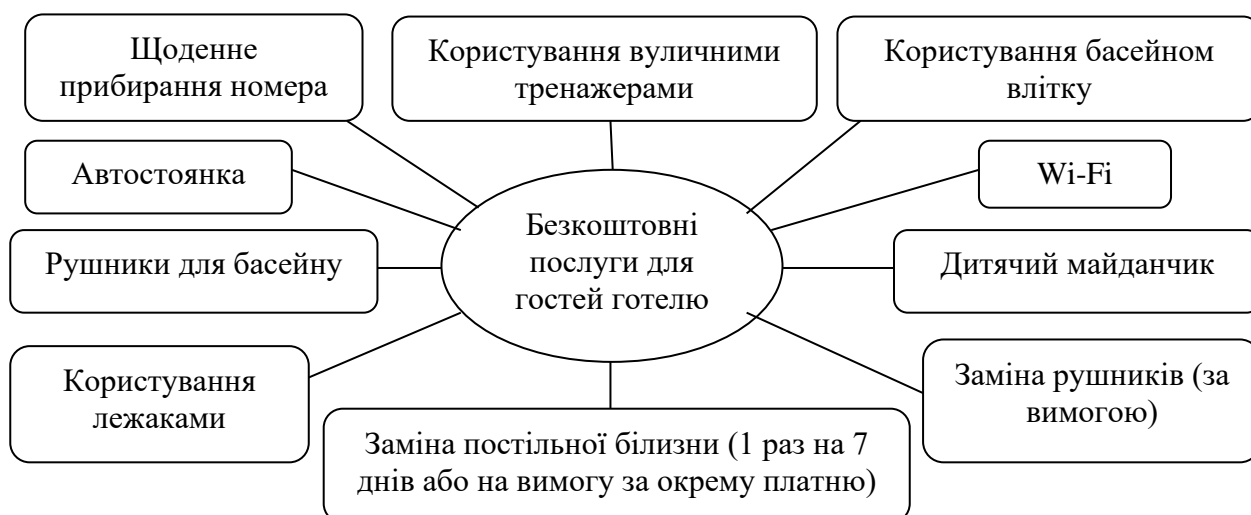 Щоденне
прибирання номера
Користування вуличними
тренажерами
Користування басейном
влітку
Автостоянка
Wi-Fi
Безкоштовні
послуги для
гостей готелю
Рушники для басейну
Дитячий майданчик
Користування
лежаками
Заміна рушників (за
вимогою)
Заміна постільної білизни (1 раз на 7
днів або на вимогу за окрему платню)